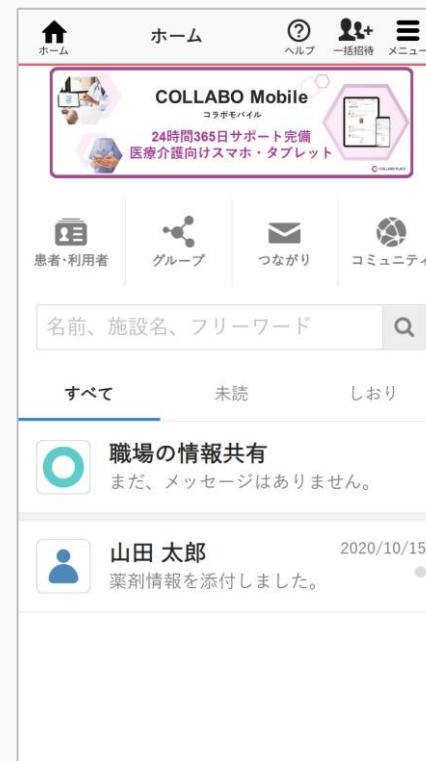 ホーム
ホーム
ヘルプ
一括招待
メニュー
COLLABO Mobile
コラボモバイル
24時間365日サポート完備
医療介護向けスマホ・タブレット
COLLABO PLACE
患者・利用者
グループ
つながり
コミュニティ
名前、施設名、フリーワード
すべて
未読
しおり
職場の情報共有
まだ、メッセージはありません。
山田 太郎
2020/10/15
薬剤情報を添付しました。